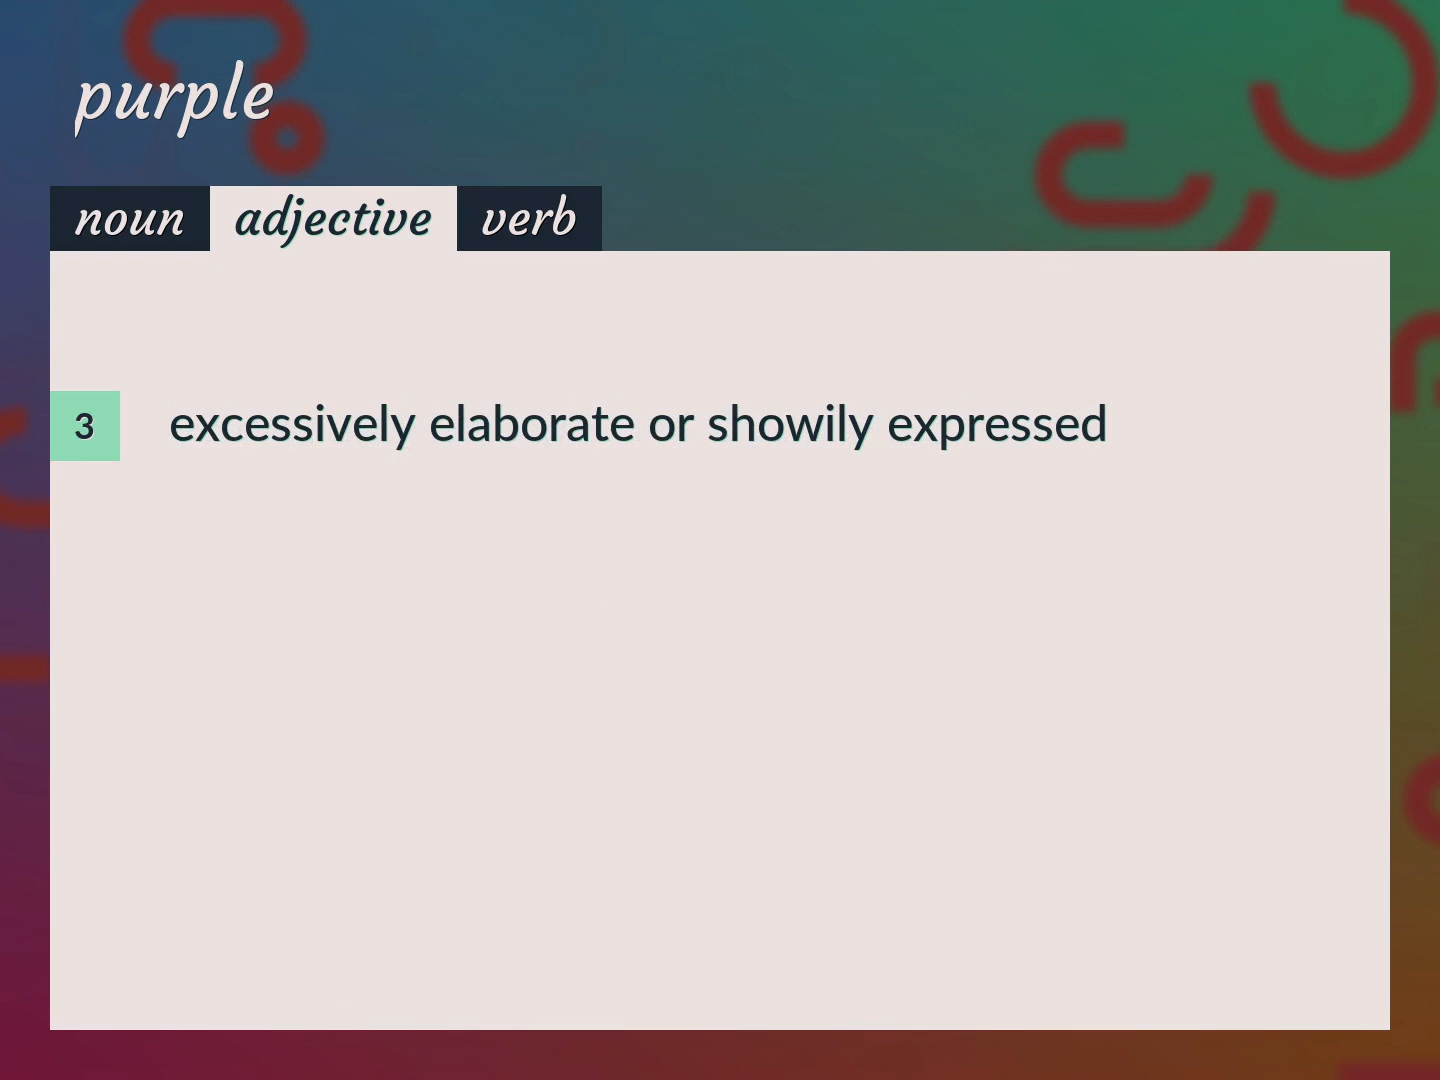 purple
noun adjective verb
3 excessively elaborate or showily expressed